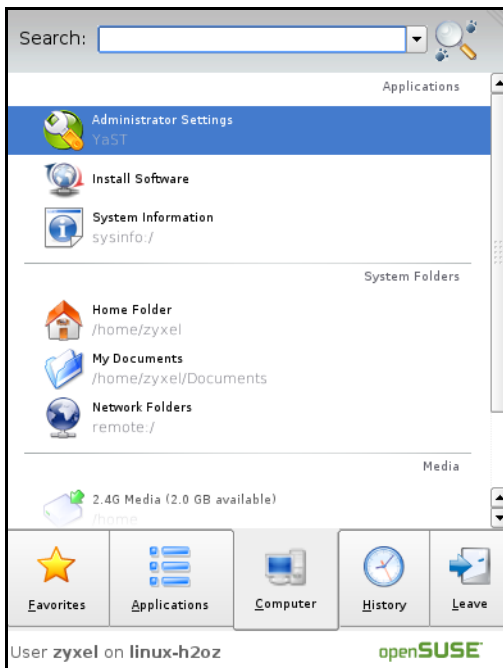 Search:
Applications
Administrator Settings
YaST
Install Software
System Information
sysinfo:/
System Folders
Home Folder
/home/zyxel
My Documents
/home/zyxel/Documents
Network Folders
remote:/
Media
2.4G Media (2.0 GB available)
/home
Favorites
Applications
Computer
History
Leave
User zyxel on linux-h2oz
openSUSE